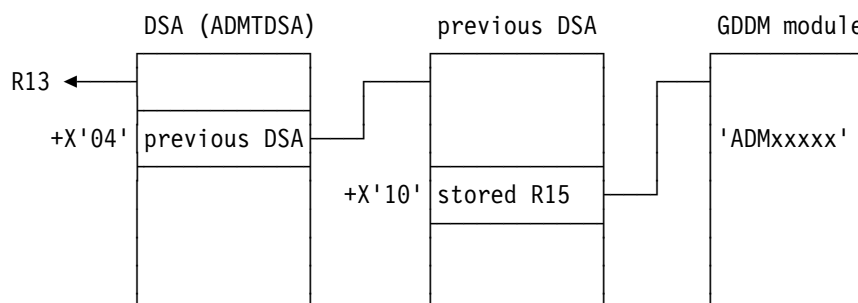 DSA (ADMTDSA) previous DSA GDDM module
R13
+X'04' previous DSA 'ADMxxxxx'
+X'10' stored R15